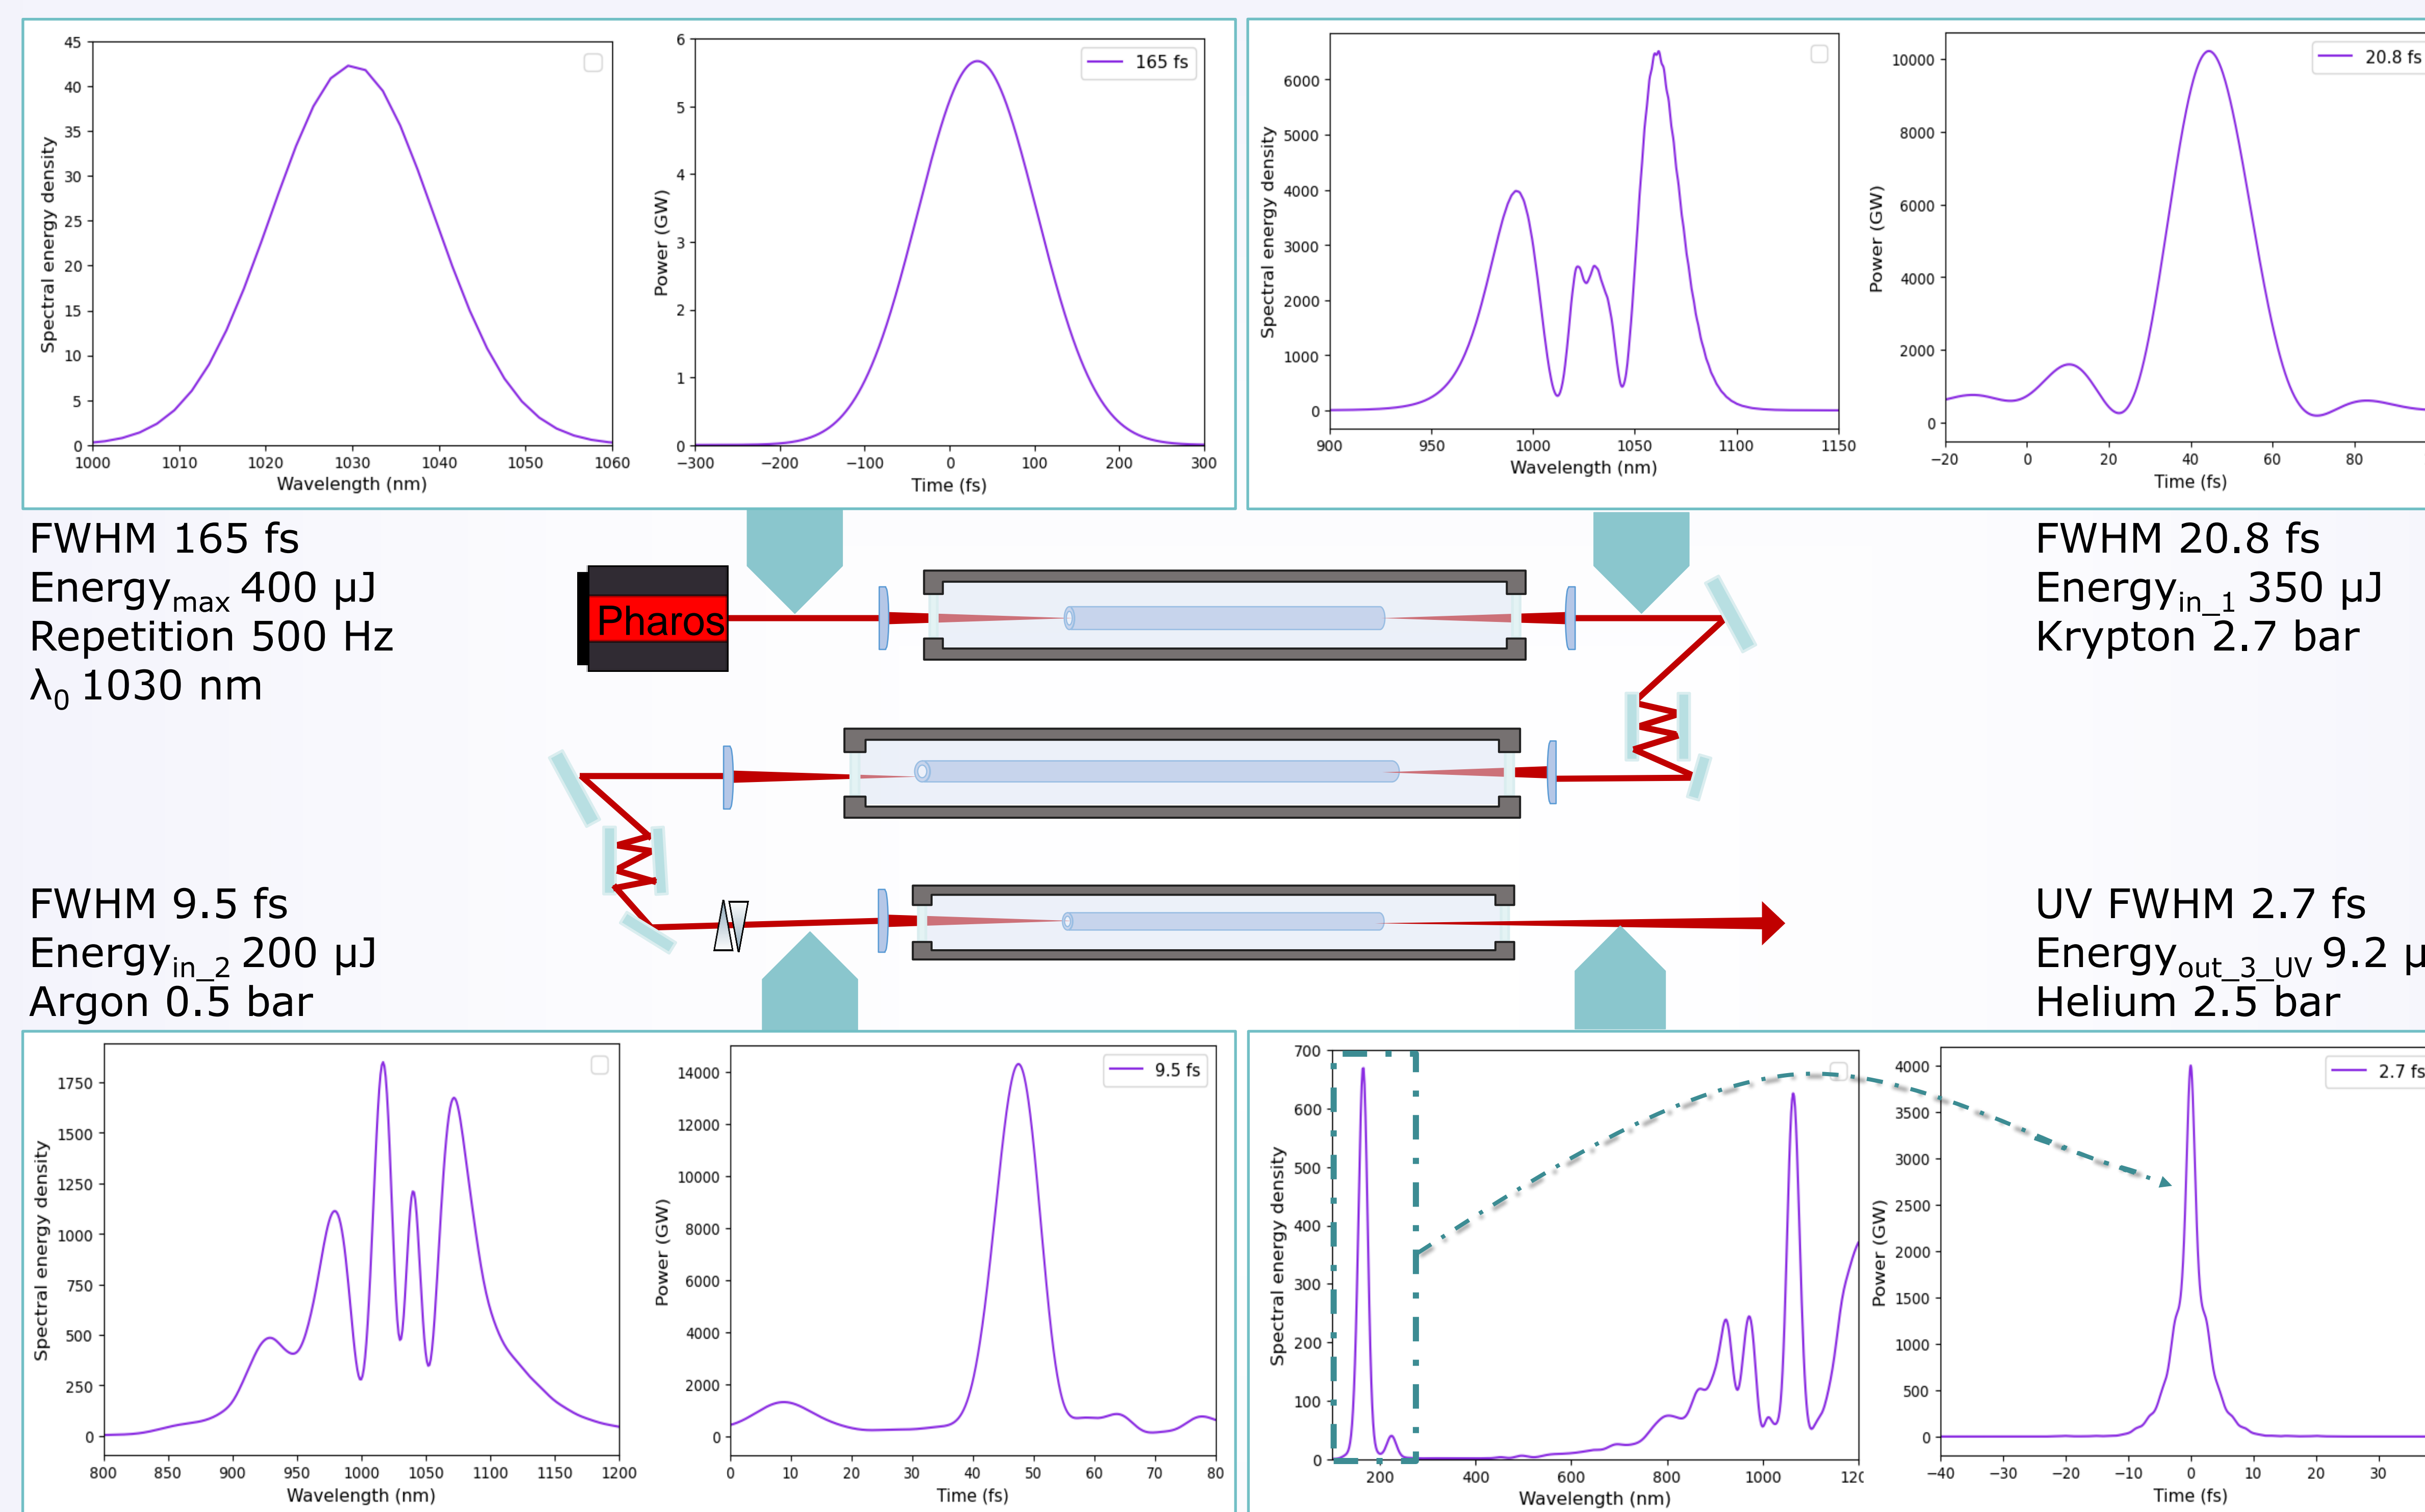 45
40
35
30
25
20
15
10
5
0
Spectral energy density
1000 1010 1020 1030 1040 1050 1060
Wavelength (nm)
6
5
4
3
2
1
0
Power (GW)
165 fs
−300 −200 −100 0 100 200 300
Time (fs)
6000
5000
4000
3000
2000
1000
0
Spectral energy density
900 950 1000 1050 1100 1150
Wavelength (nm)
10000
8000
6000
4000
2000
0
Power (GW)
20.8 fs
−20 0 20 40 60 80
Time (fs)
FWHM 165 fs
Energymax 400 µJ
Repetition 500 Hz
λ0 1030 nm
Pharos
FWHM 20.8 fs
Energyin_1 350 µJ
Krypton 2.7 bar
FWHM 9.5 fs
Energyin_2 200 µJ
Argon 0.5 bar
UV FWHM 2.7 fs
Energyout_3_UV 9.2 µ
Helium 2.5 bar
1750
1500
1250
1000
750
500
250
0
Spectral energy density
800 850 900 950 1000 1050 1100 1150 1200
Wavelength (nm)
14000
12000
10000
8000
6000
4000
2000
0
Power (GW)
9.5 fs
0 10 20 30 40 50 60 70 80
Time (fs)
700
600
500
400
300
200
100
0
Spectral energy density
200 400 600 800 1000 120
Wavelength (nm)
4000
3500
3000
2500
2000
1500
1000
500
0
Power (GW)
2.7 fs
−40 −30 −20 −10 0 10 20 30
Time (fs)